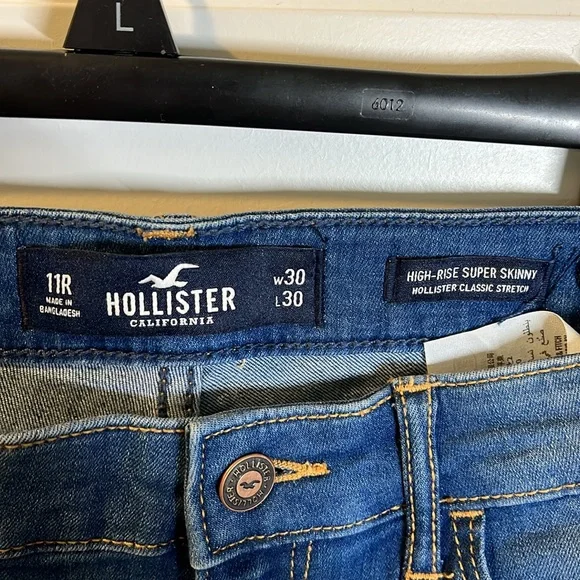 L
6012
11R
MADE IN
BANGLADESH
HOLLISTER
CALIFORNIA
W30
L30
HIGH-RISE SUPER SKINNY
HOLLISTER CLASSIC STRETCH
HOLLISTER